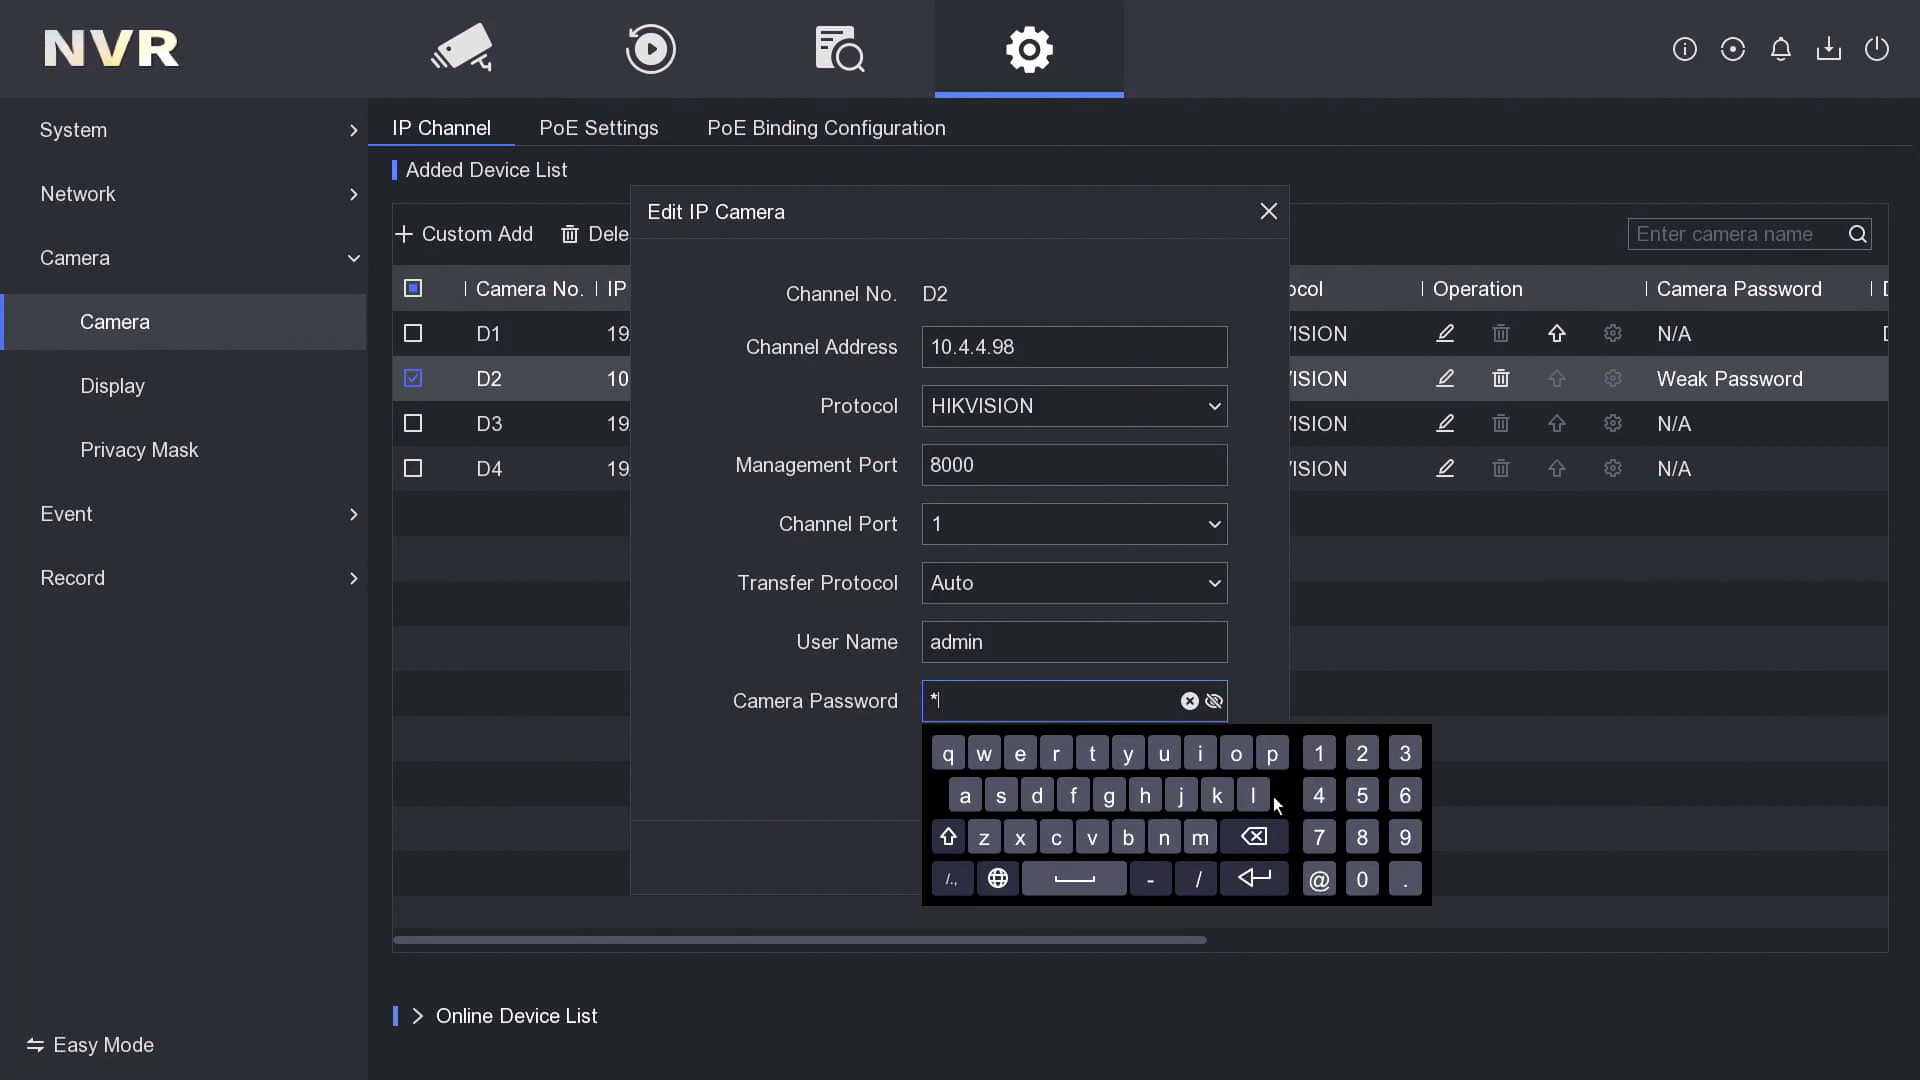 NVR
System
Network
Camera
Camera
Display
Privacy Mask
Event
Record
Easy Mode
IP Channel PoE Settings PoE Binding Configuration
Added Device List
Custom Add Dele
Enter camera name
Camera No. IP ocol Operation Camera Password
D1 19 ISION N/A
D2 10 ISION Weak Password
D3 19 ISION N/A
D4 19 ISION N/A
Edit IP Camera
Channel No. D2
Channel Address 10.4.4.98
Protocol HIKVISION
Management Port 8000
Channel Port 1
Transfer Protocol Auto
User Name admin
Camera Password *
q w e r t y u i o p 1 2 3
a s d f g h j k l 4 5 6
z x c v b n m 7 8 9
/., - / @ 0 .
Online Device List